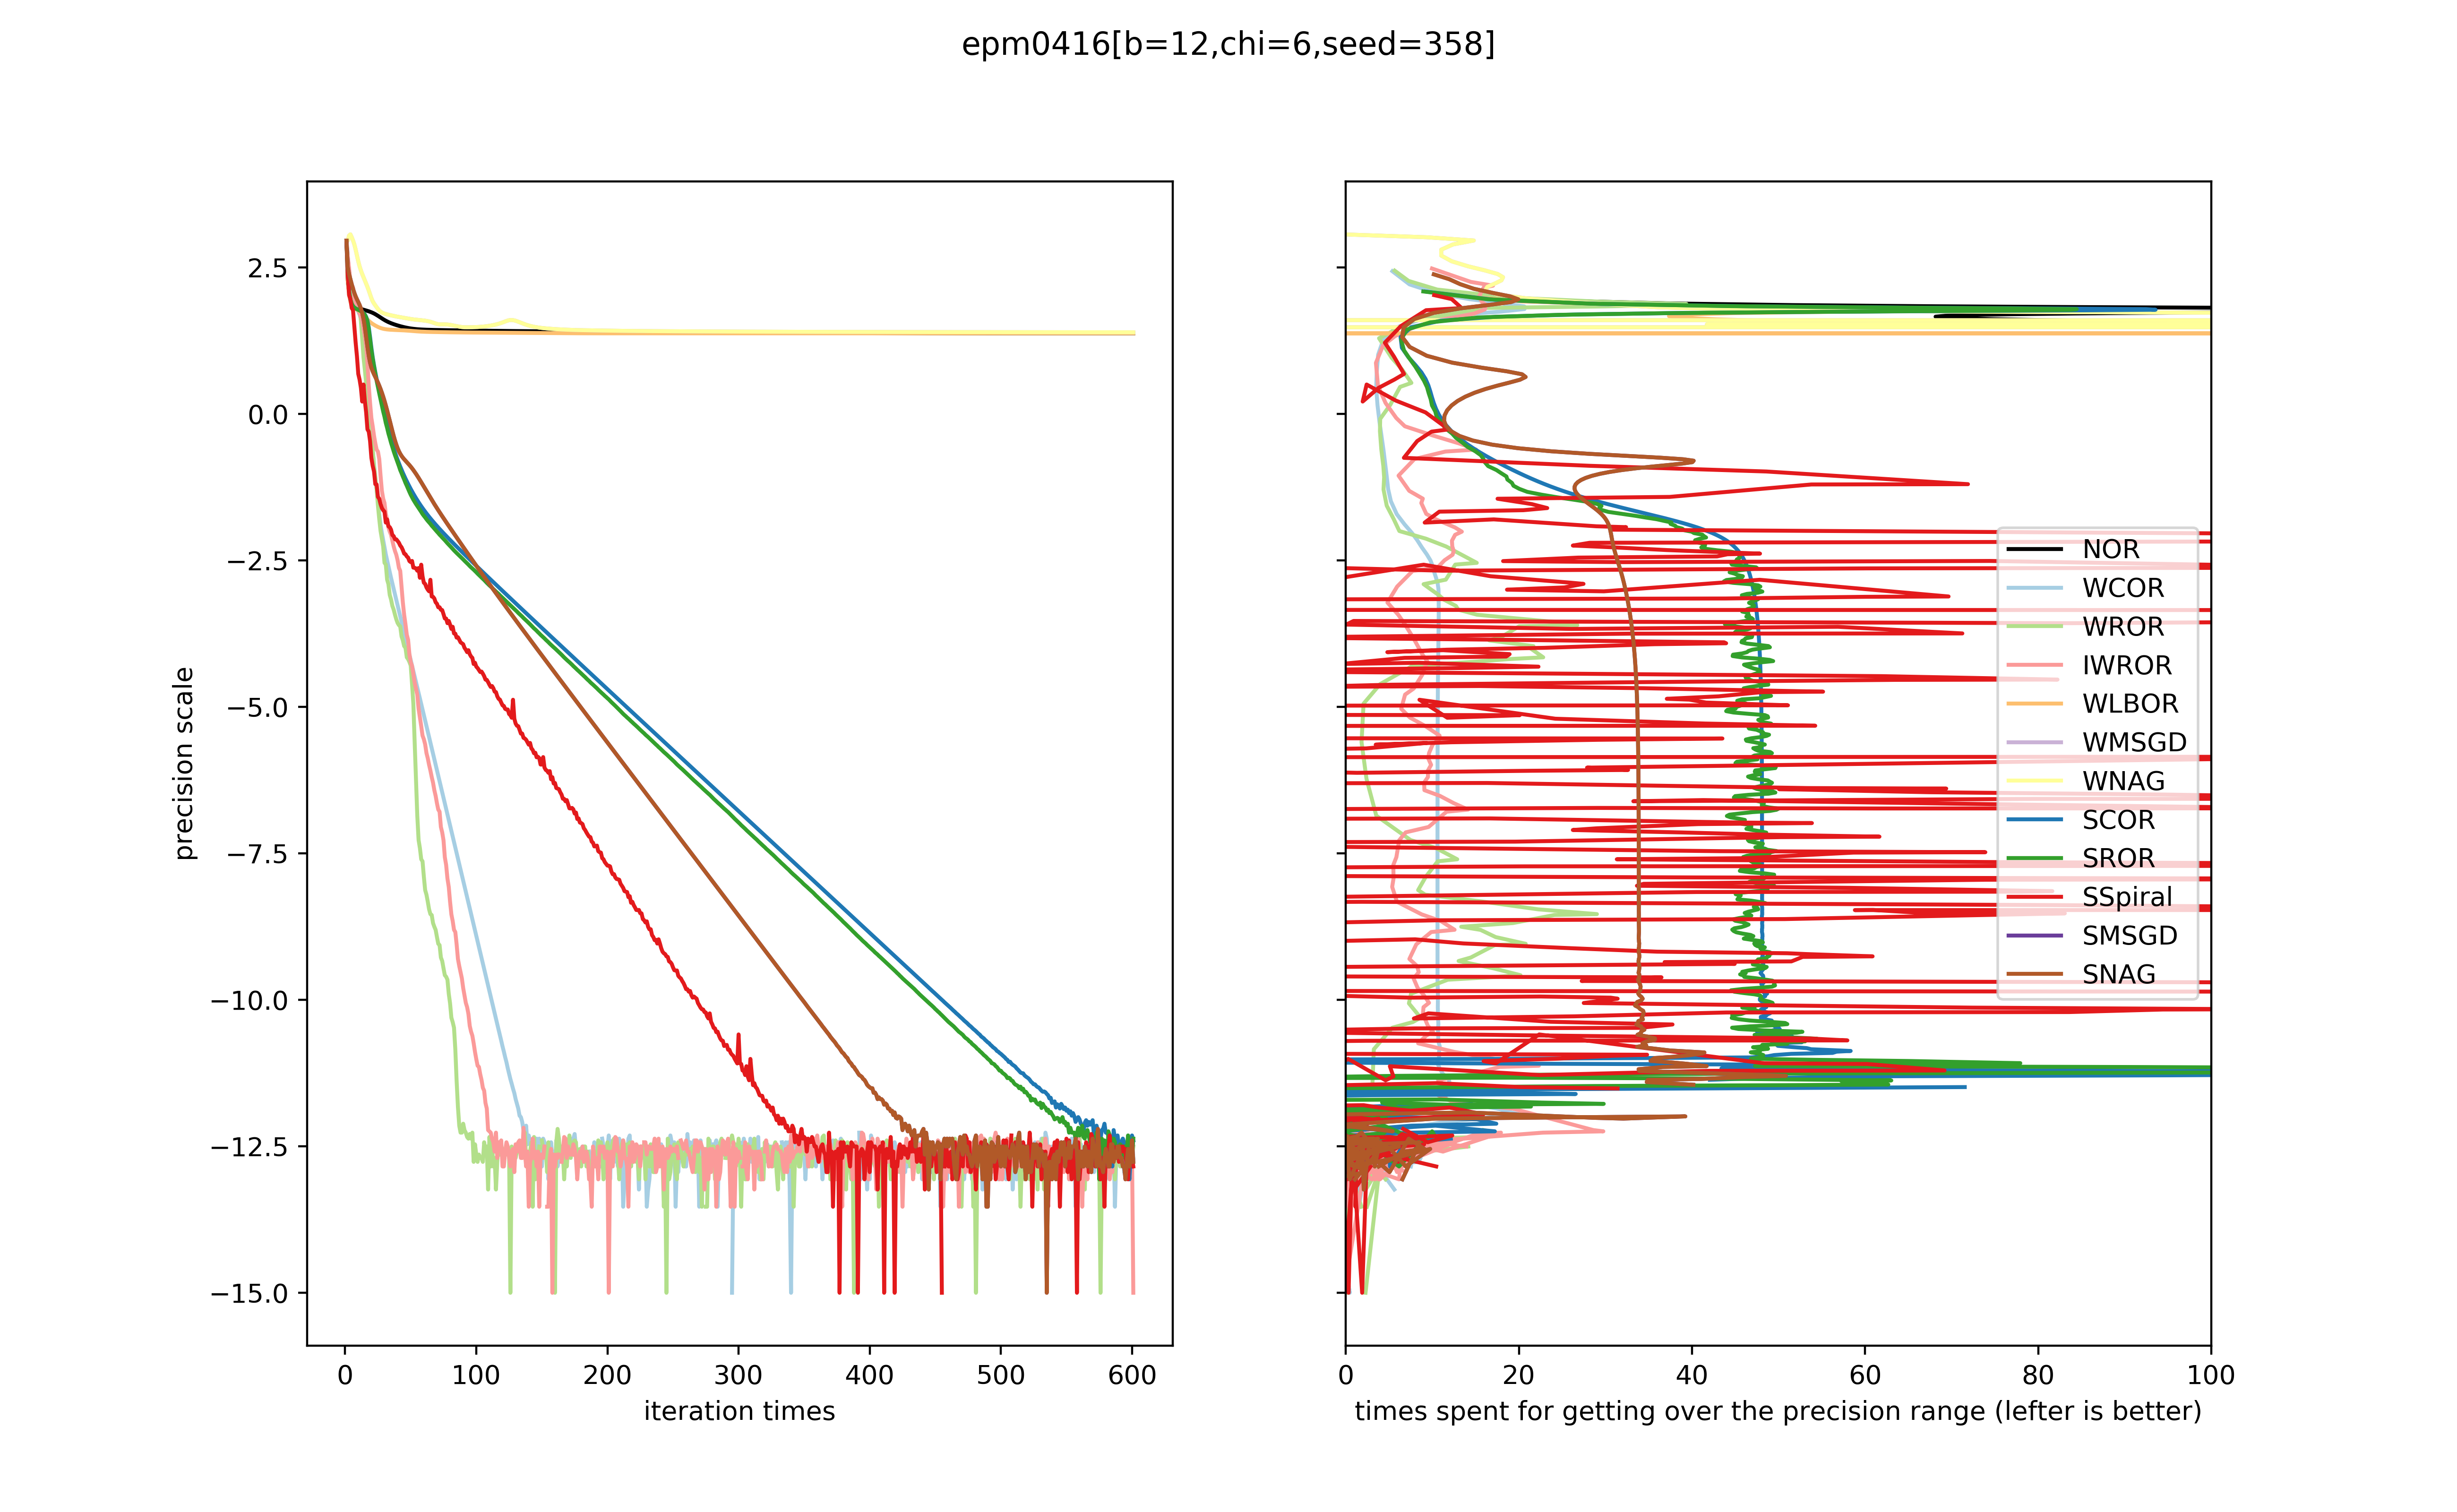 epm0416[b=12,chi=6,seed=358]
precision scale
2.5
0.0
−2.5
−5.0
−7.5
−10.0
−12.5
−15.0
0 100 200 300 400 500 600
iteration times
NOR
WCOR
WROR
IWROR
WLBOR
WMSGD
WNAG
SCOR
SROR
SSpiral
SMSGD
SNAG
0 20 40 60 80 100
times spent for getting over the precision range (lefter is better)